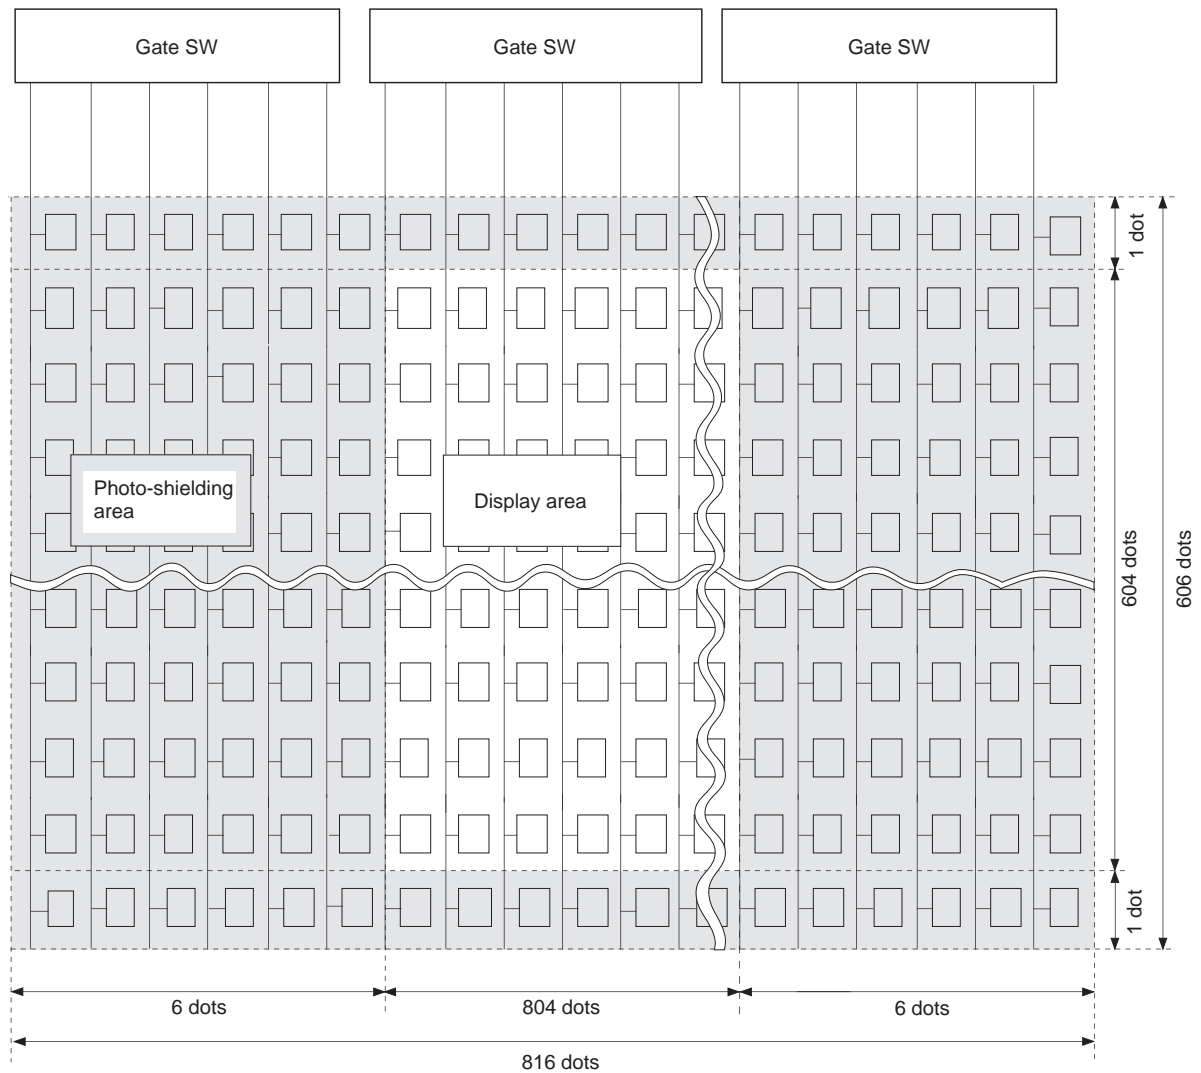 Gate SW
Gate SW
Gate SW
1 dot
Photo-shielding
area
Display area
604 dots
606 dots
1 dot
6 dots
804 dots
6 dots
816 dots